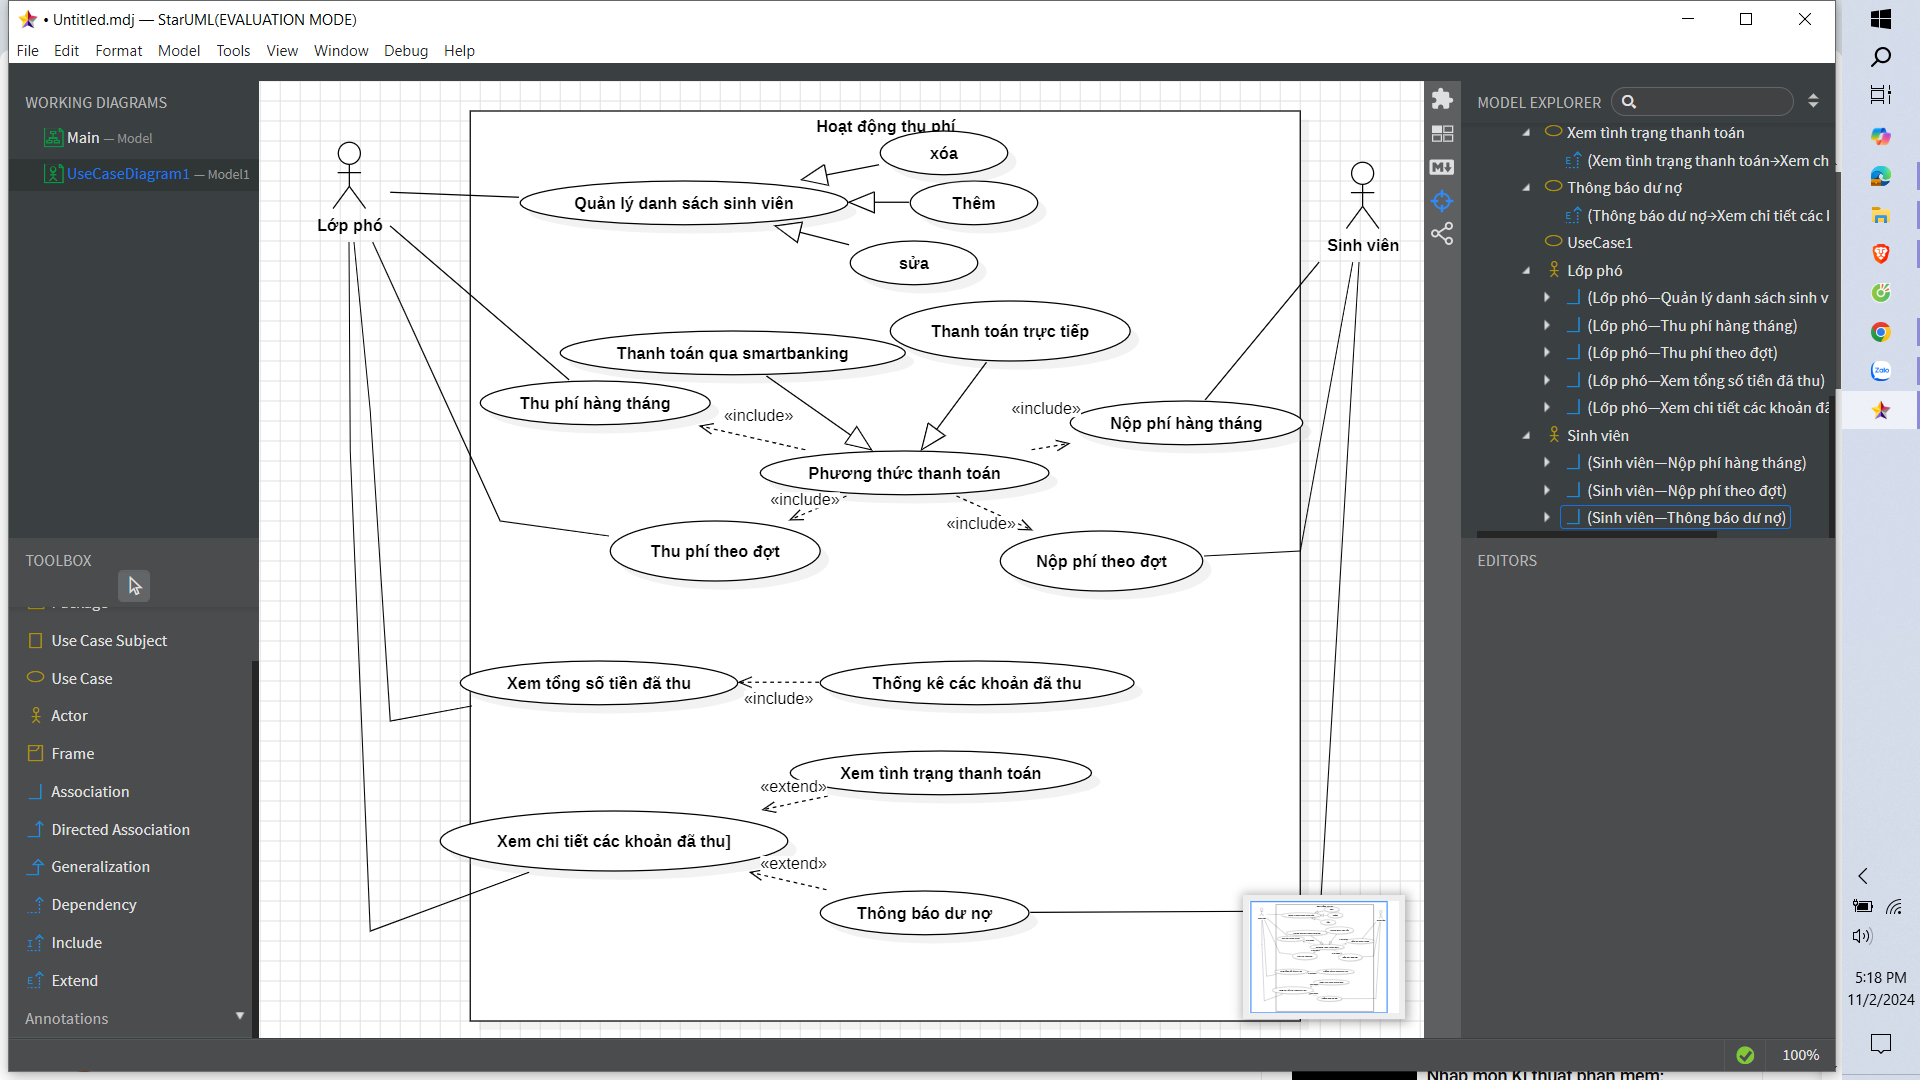 • Untitled.mdj — StarUML(EVALUATION MODE)
File Edit Format Model Tools View Window Debug Help
WORKING DIAGRAMS
Main — Model
UseCaseDiagram1 — Model1
TOOLBOX
Package
Use Case Subject
Use Case
Actor
Frame
Association
Directed Association
Generalization
Dependency
Include
Extend
Annotations
Hoạt động thu phí
xóa
Quản lý danh sách sinh viên
Thêm
sửa
Lớp phó
Sinh viên
Thanh toán trực tiếp
Thanh toán qua smartbanking
Thu phí hàng tháng
«include»
«include»
Nộp phí hàng tháng
Phương thức thanh toán
«include»
«include»
Thu phí theo đợt
Nộp phí theo đợt
Xem tổng số tiền đã thu
«include»
Thống kê các khoản đã thu
Xem tình trạng thanh toán
«extend»
Xem chi tiết các khoản đã thu]
«extend»
Thông báo dư nợ
MODEL EXPLORER
Xem tình trạng thanh toán
(Xem tình trạng thanh toán→Xem ch
Thông báo dư nợ
(Thông báo dư nợ→Xem chi tiết các
UseCase1
Lớp phó
(Lớp phó—Quản lý danh sách sinh v
(Lớp phó—Thu phí hàng tháng)
(Lớp phó—Thu phí theo đợt)
(Lớp phó—Xem tổng số tiền đã thu)
(Lớp phó—Xem chi tiết các khoản đã
Sinh viên
(Sinh viên—Nộp phí hàng tháng)
(Sinh viên—Nộp phí theo đợt)
(Sinh viên—Thông báo dư nợ)
EDITORS
100%
Zalo
5:18 PM
11/2/2024
Nhập môn Kĩ thuật phần mềm: